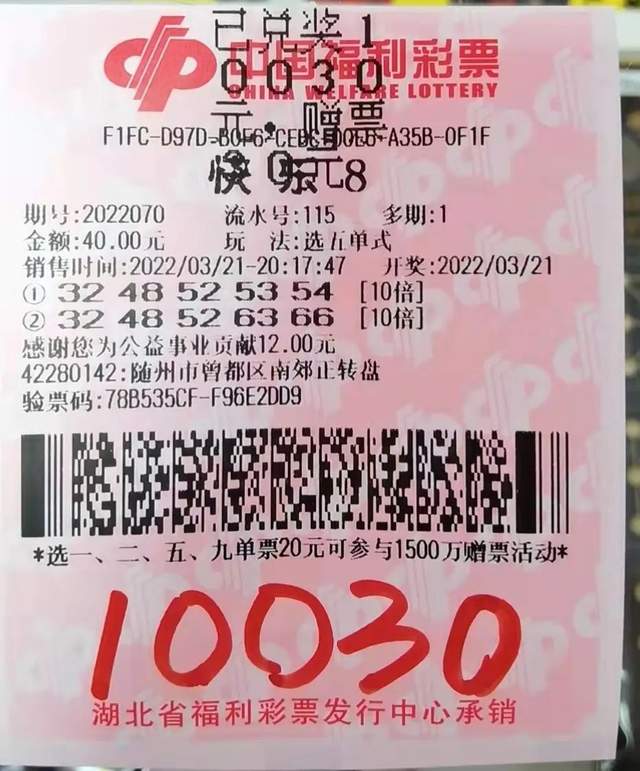 已兑奖1
中国福利彩票
0030
CHINA WELFARE LOTTERY
元,赠票
F1FC-D97D-B0F6-A35B-0F1F
30元
快乐8
期号:2022070 流水号:115 多期:1
金额:40.00元 玩 法:选五单式
销售时间:2022/03/21-20:17:47 开奖:2022/03/21
① 32 48 52 53 54 [10倍]
② 32 48 52 63 66 [10倍]
感谢您为公益事业贡献12.00元
42280142:随州市曾都区南郊正转盘
验票码:78B535CF-F96E2DD9
*选一、二、五、九单票20元可参与1500万赠票活动*
10030
湖北省福利彩票发行中心承销